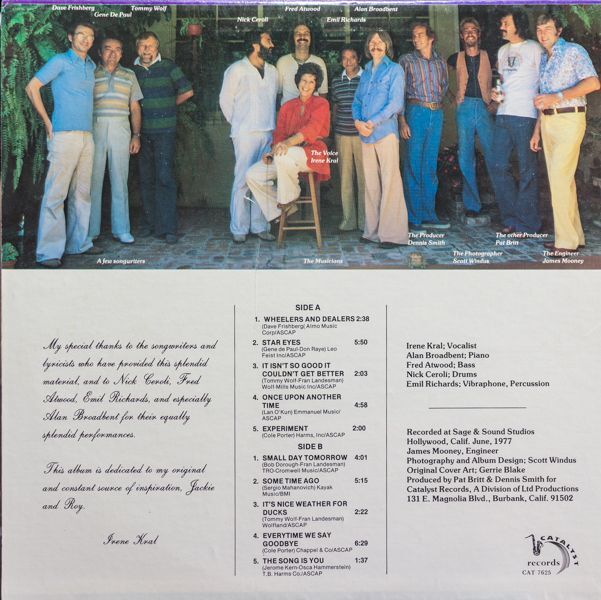 Dave Frishberg
Tommy Wolf
Gene De Paul
Nick Ceroli
Fred Atwood
Emil Richards
Alan Broadbent
The Voice
Irene Kral
A few songwriters
The Musicians
The Producer
Dennis Smith
The Photographer
Scott Windus
The other Producer
Pat Britt
The Engineer
James Mooney
My special thanks to the songwriters and
lyricists who have provided this splendid
material, and to Nick Ceroli, Fred
Atwood, Emil Richards, and especially
Alan Broadbent for their equally
splendid performances.
This album is dedicated to my original
and constant source of inspiration, Jackie
and Roy.
Irene Kral
SIDE A
1. WHEELERS AND DEALERS 2:38
(Dave Frishberg) Almo Music
Corp/ASCAP
2. STAR EYES 5:50
(Gene de Paul-Don Raye) Leo
Feist Inc/ASCAP
3. IT ISN'T SO GOOD IT
COULDN'T GET BETTER 2:03
(Tommy Wolf-Fran Landesman)
Wolf-Mills Music Inc/ASCAP
4. ONCE UPON ANOTHER
TIME 4:58
(Lan O'Kun) Emmanuel Music/
ASCAP
5. EXPERIMENT 2:00
(Cole Porter) Harms, Inc/ASCAP
SIDE B
1. SMALL DAY TOMORROW 4:01
(Bob Dorough-Fran Landesman)
TRO-Cromwell Music/ASCAP
2. SOME TIME AGO 5:15
(Sergio Mihanovich) Kayak
Music/BMI
3. IT'S NICE WEATHER FOR
DUCKS 2:22
(Tommy Wolf-Fran Landesman)
Wolfland/ASCAP
4. EVERYTIME WE SAY
GOODBYE 6:29
(Cole Porter) Chappel & Co/ASCAP
5. THE SONG IS YOU 1:37
(Jerome Kern-Osca Hammerstein)
T.B. Harms Co./ASCAP
Irene Kral; Vocalist
Alan Broadbent; Piano
Fred Atwood; Bass
Nick Ceroli; Drums
Emil Richards; Vibraphone, Percussion
Recorded at Sage & Sound Studios
Hollywood, Calif. June, 1977
James Mooney, Engineer
Photography and Album Design; Scott Windus
Original Cover Art; Gerrie Blake
Produced by Pat Britt & Dennis Smith for
Catalyst Records, A Division of Ltd Productions
131 E. Magnolia Blvd., Burbank, Calif. 91502
CATALYST
records
CAT 7625